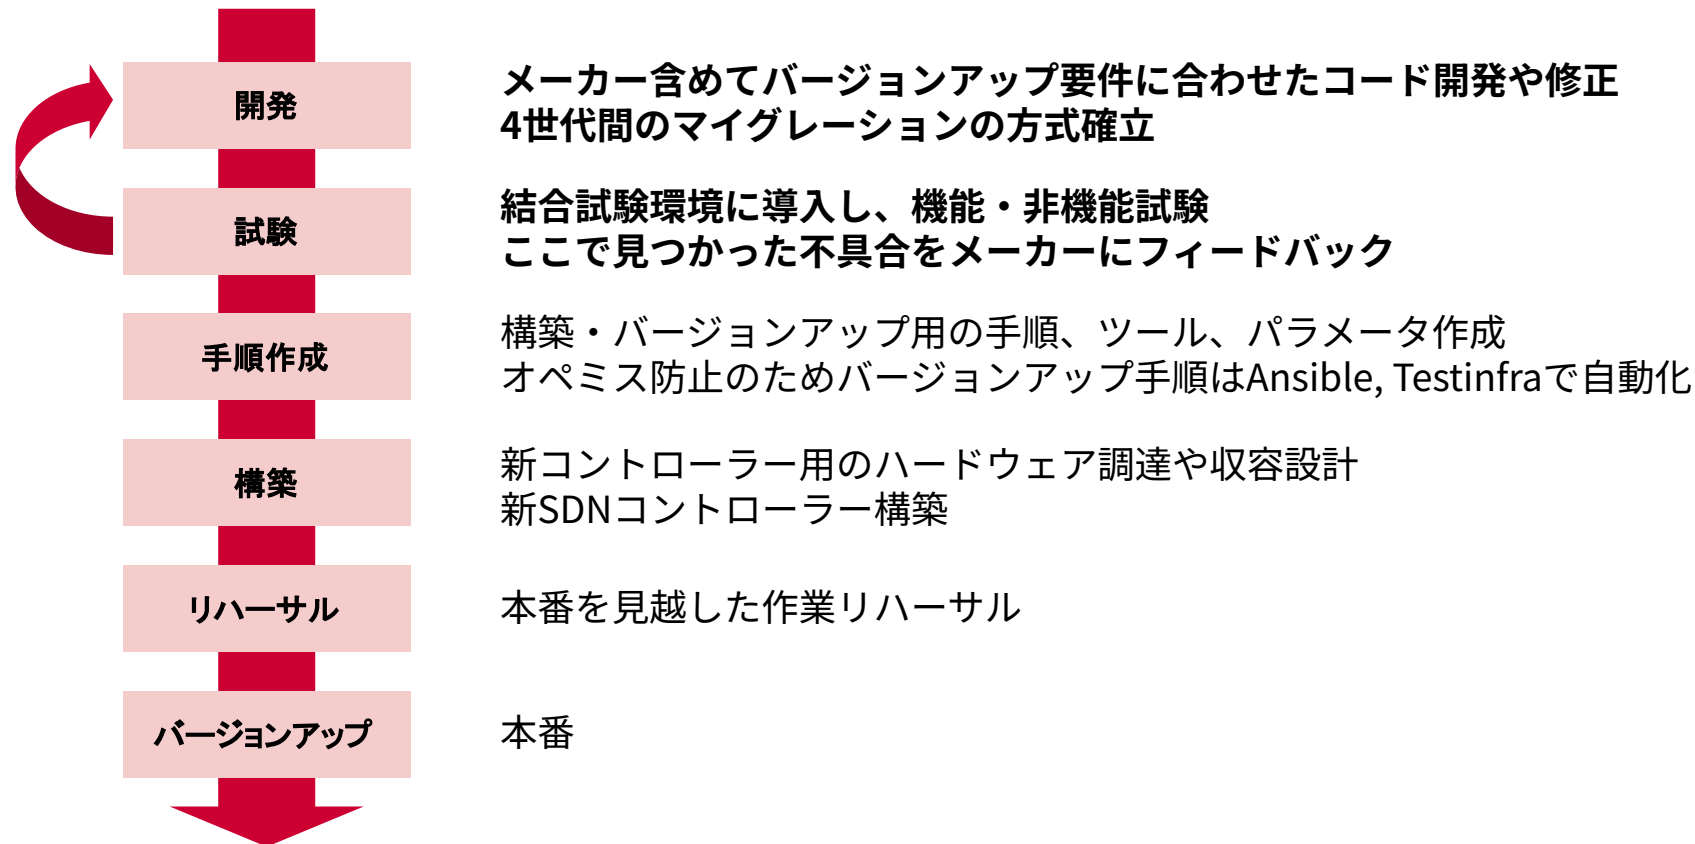 開発
メーカー含めてバージョンアップ要件に合わせたコード開発や修正
4世代間のマイグレーションの方式確立
試験
結合試験環境に導入し、機能・非機能試験
ここで見つかった不具合をメーカーにフィードバック
手順作成
構築・バージョンアップ用の手順、ツール、パラメータ作成
オペミス防止のためバージョンアップ手順はAnsible, Testinfraで自動化
構築
新コントローラー用のハードウェア調達や収容設計
新SDNコントローラー構築
リハーサル
本番を見越した作業リハーサル
バージョンアップ
本番